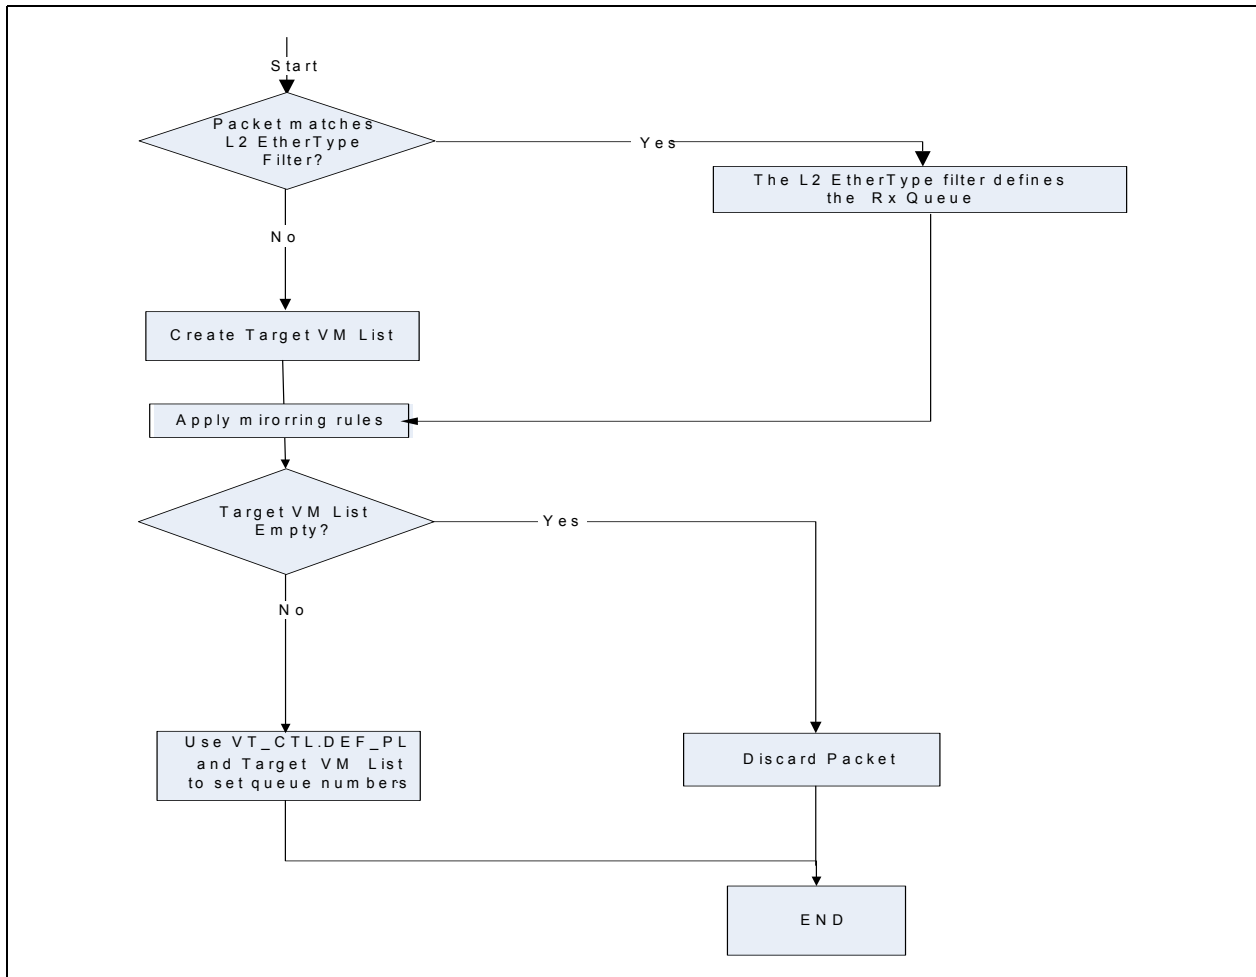 Start
Packet matches
L2 EtherType
Filter?
Yes
The L2 EtherType filter defines
the Rx Queue
No
Create Target VM List
Apply mirorring rules
Target VM List
Empty?
Yes
No
Use VT_CTL.DEF_PL
and Target VM List
to set queue numbers
Discard Packet
END